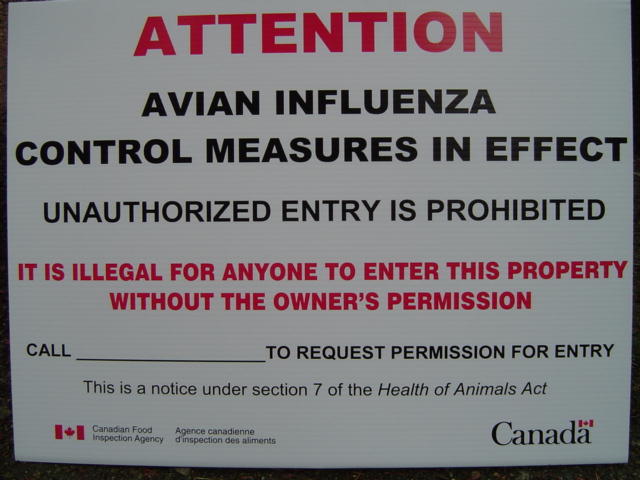 ATTENTION
AVIAN INFLUENZA
CONTROL MEASURES IN EFFECT
UNAUTHORIZED ENTRY IS PROHIBITED
IT IS ILLEGAL FOR ANYONE TO ENTER THIS PROPERTY
WITHOUT THE OWNER'S PERMISSION
CALL ____________________TO REQUEST PERMISSION FOR ENTRY
This is a notice under section 7 of the Health of Animals Act
Canadian Food
Inspection Agency
Agence canadienne
d'inspection des aliments
Canada